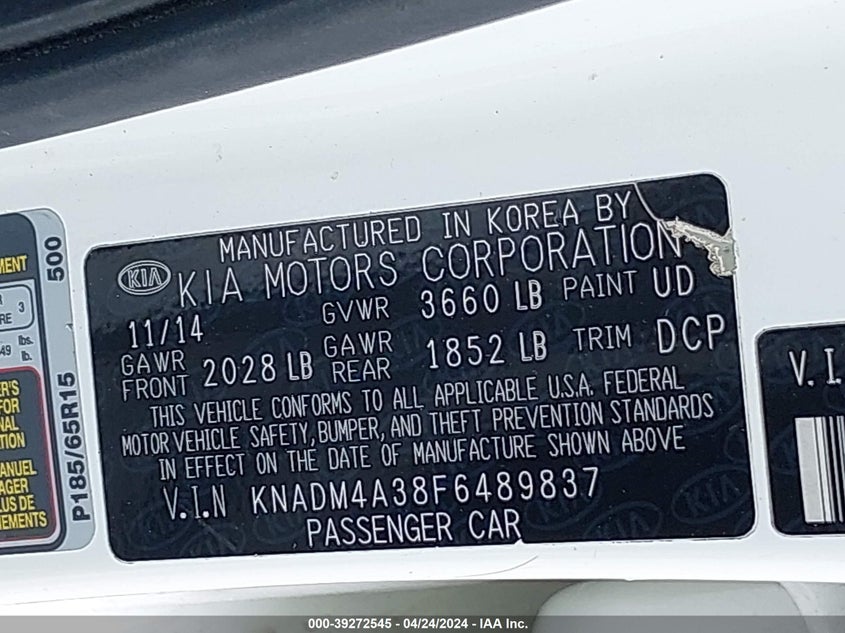 MANUFACTURED IN KOREA BY
KIA KIA MOTORS CORPORATION
11/14 GVWR 3660 LB PAINT UD
GAWR FRONT 2028 LB GAWR REAR 1852 LB TRIM DCP
THIS VEHICLE CONFORMS TO ALL APPLICABLE U.S.A. FEDERAL
MOTOR VEHICLE SAFETY, BUMPER, AND THEFT PREVENTION STANDARDS
IN EFFECT ON THE DATE OF MANUFACTURE SHOWN ABOVE
V.I.N KNADM4A38F6489837
PASSENGER CAR
P185/65R15 500
3
lbs.
lb.
V. I.
000-39272545 - 04/24/2024 - IAA Inc.